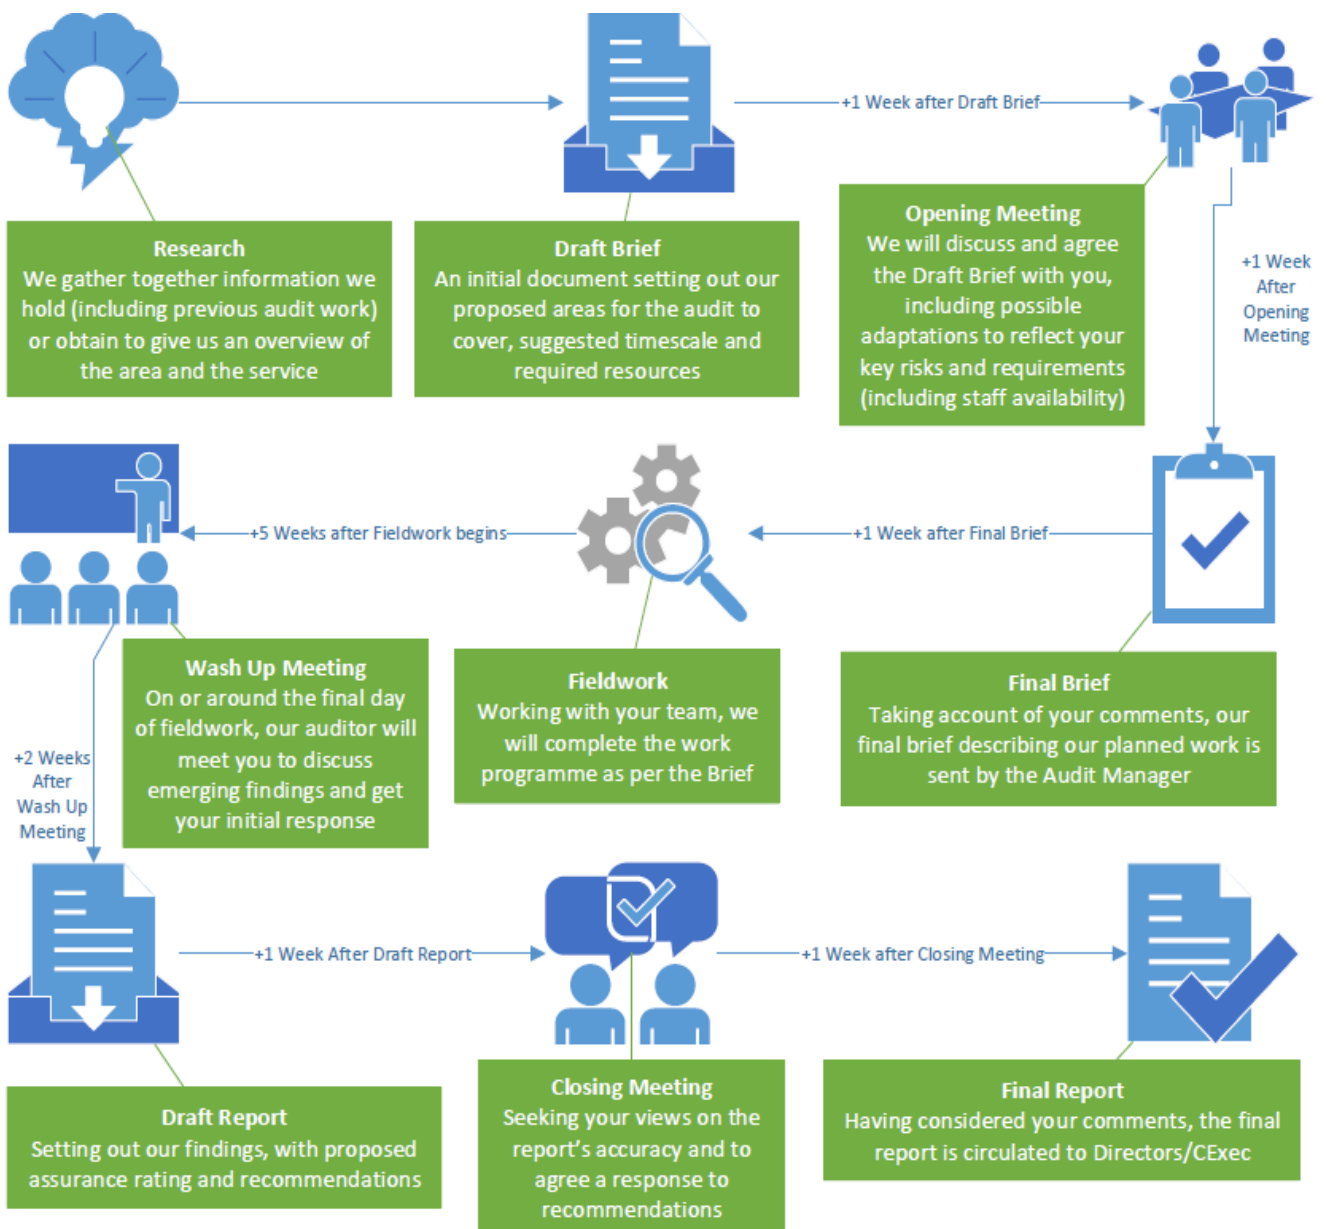 +1 Week after Draft Brief
Research
We gather together information we
hold (including previous audit work)
or obtain to give us an overview of
the area and the service
Draft Brief
An initial document setting out our
proposed areas for the audit to
cover, suggested timescale and
required resources
Opening Meeting
We will discuss and agree
the Draft Brief with you,
including possible
adaptations to reflect your
key risks and requirements
(including staff availability)
+1 Week
After
Opening
Meeting
+1 Week after Final Brief
+5 Weeks after Fieldwork begins
Final Brief
Taking account of your comments, our
final brief describing our planned work is
sent by the Audit Manager
Fieldwork
Working with your team, we
will complete the work
programme as per the Brief
Wash Up Meeting
On or around the final day
of fieldwork, our auditor will
meet you to discuss
emerging findings and get
your initial response
+2 Weeks
After
Wash Up
Meeting
+1 Week After Draft Report
+1 Week after Closing Meeting
Draft Report
Setting out our findings, with proposed
assurance rating and recommendations
Closing Meeting
Seeking your views on the
report's accuracy and to
agree a response to
recommendations
Final Report
Having considered your comments, the final
report is circulated to Directors/CExec